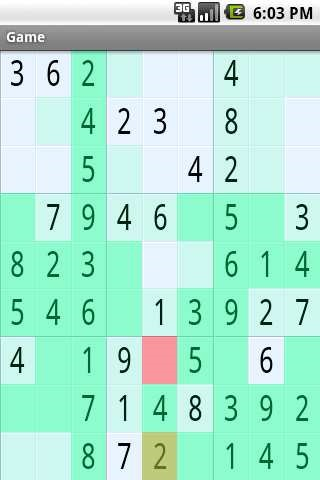 3G 6:03 PM
Game
3 6 2 4
4 2 3 8
5 4 2
7 9 4 6 5 3
8 2 3 6 1 4
5 4 6 1 3 9 2 7
4 1 9 5 6
7 1 4 8 3 9 2
8 7 2 1 4 5